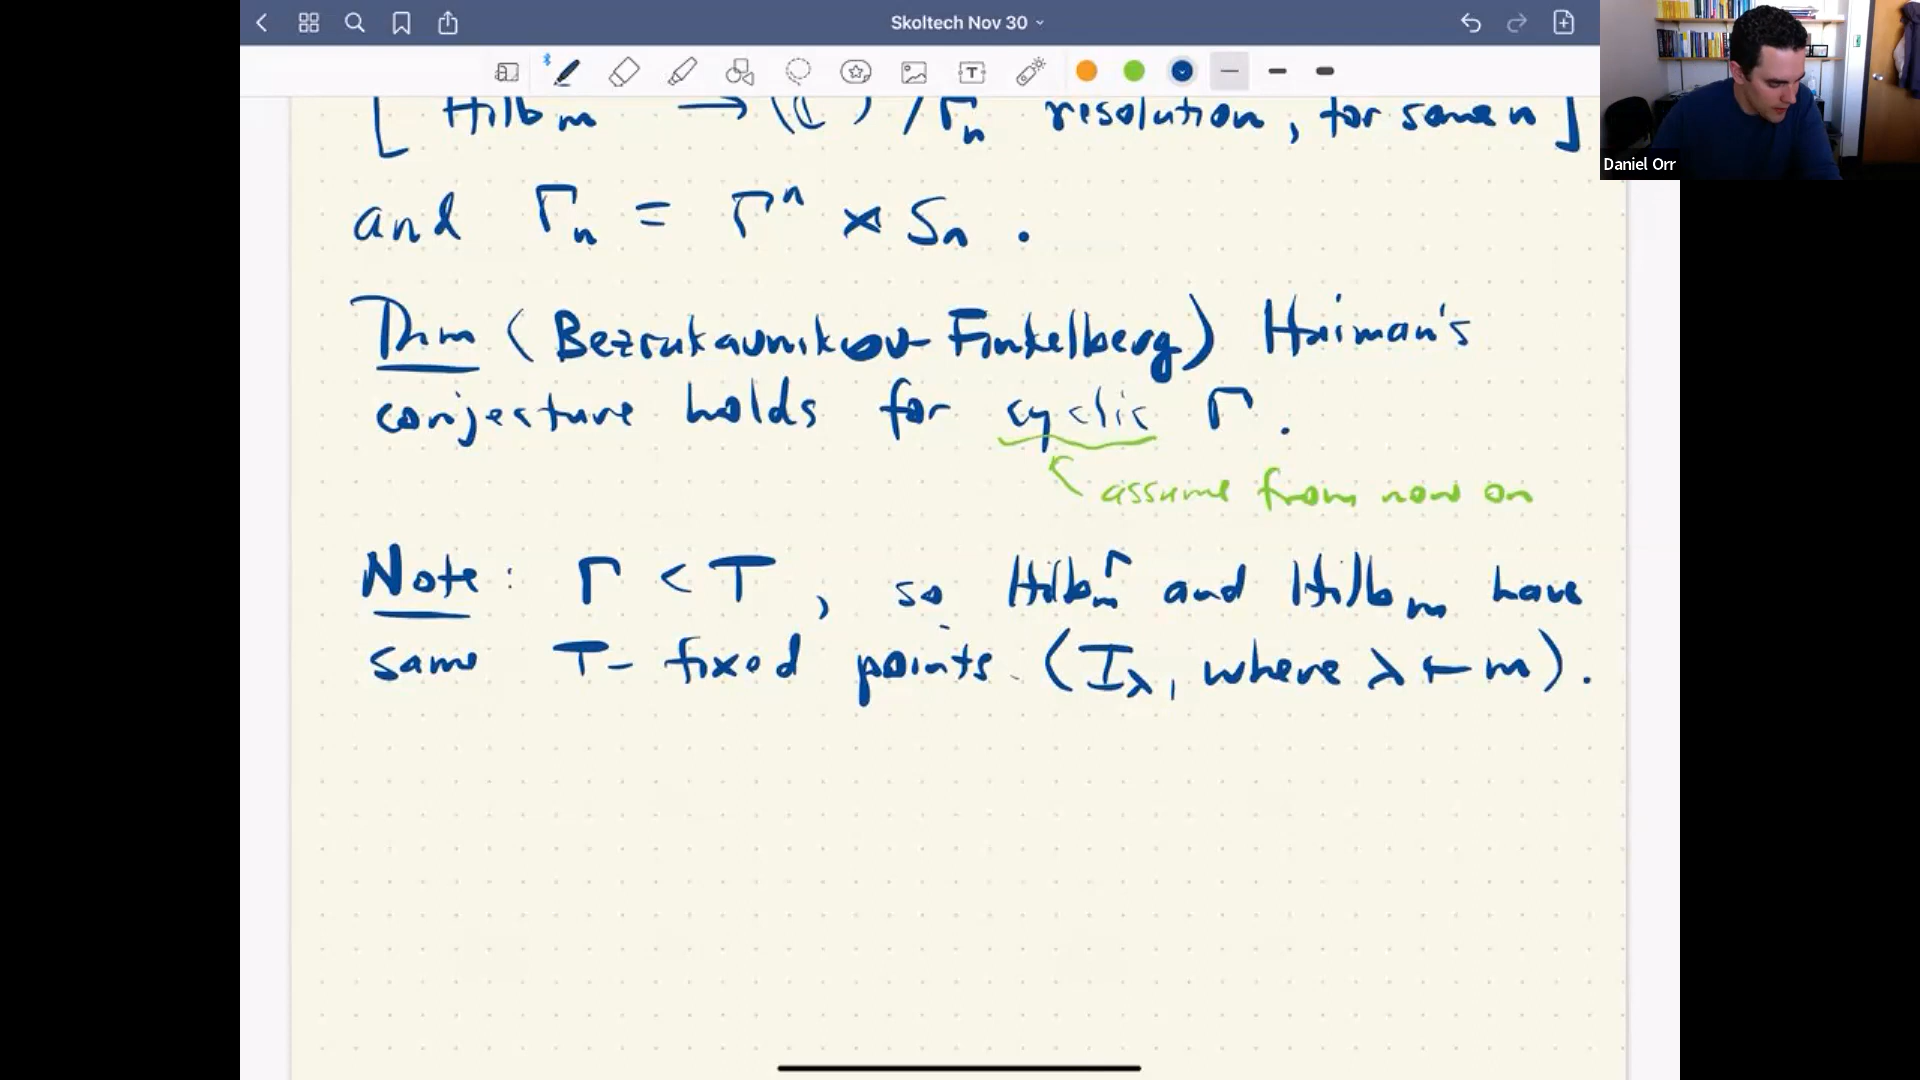 Skoltech Nov 30
[ Hilb_m → (ℂ²)ⁿ/Γ_n resolution, for some n ]
and Γ_n = Γⁿ ⋊ S_n .
Thm (Bezrukavnikov-Finkelberg) Haiman's
conjecture holds for cyclic Γ .
assume from now on
Note: Γ < T , so Hilb_m^Γ and Hilb_m have
same T-fixed points (I_λ, where λ ⊢ m).
Daniel Orr